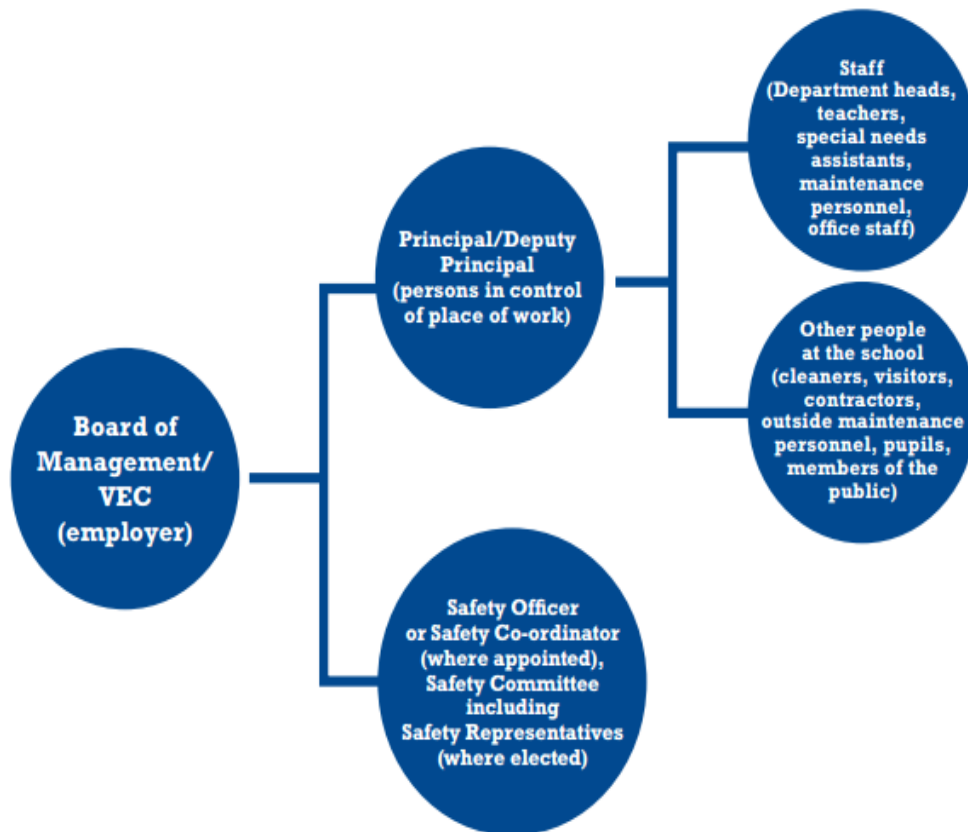 Board of
Management/
VEC
(employer)
Principal/Deputy
Principal
(persons in control
of place of work)
Safety Officer
or Safety Co-ordinator
(where appointed),
Safety Committee
including
Safety Representatives
(where elected)
Staff
(Department heads,
teachers,
special needs
assistants,
maintenance
personnel,
office staff)
Other people
at the school
(cleaners, visitors,
contractors,
outside maintenance
personnel, pupils,
members of the
public)